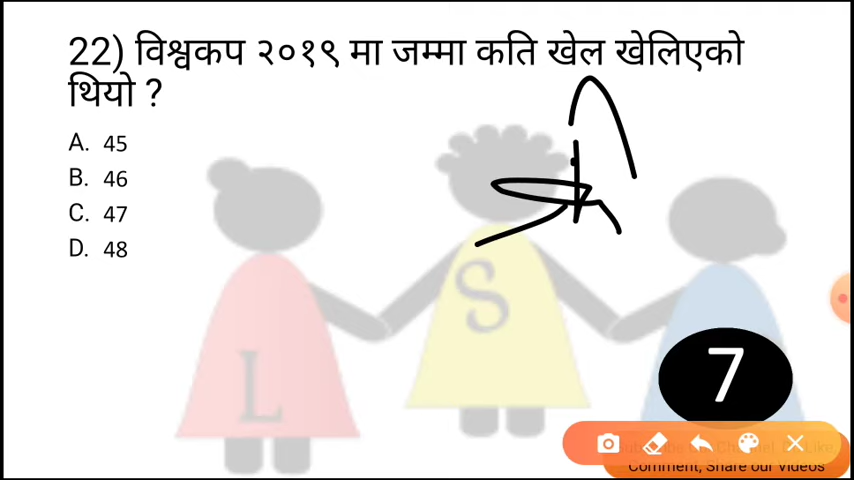 22) विश्वकप २०१९ मा जम्मा कति खेल खेलिएको
थियो ?
A. 45
B. 46
C. 47
D. 48
L
S
7
Comment, Share our Videos